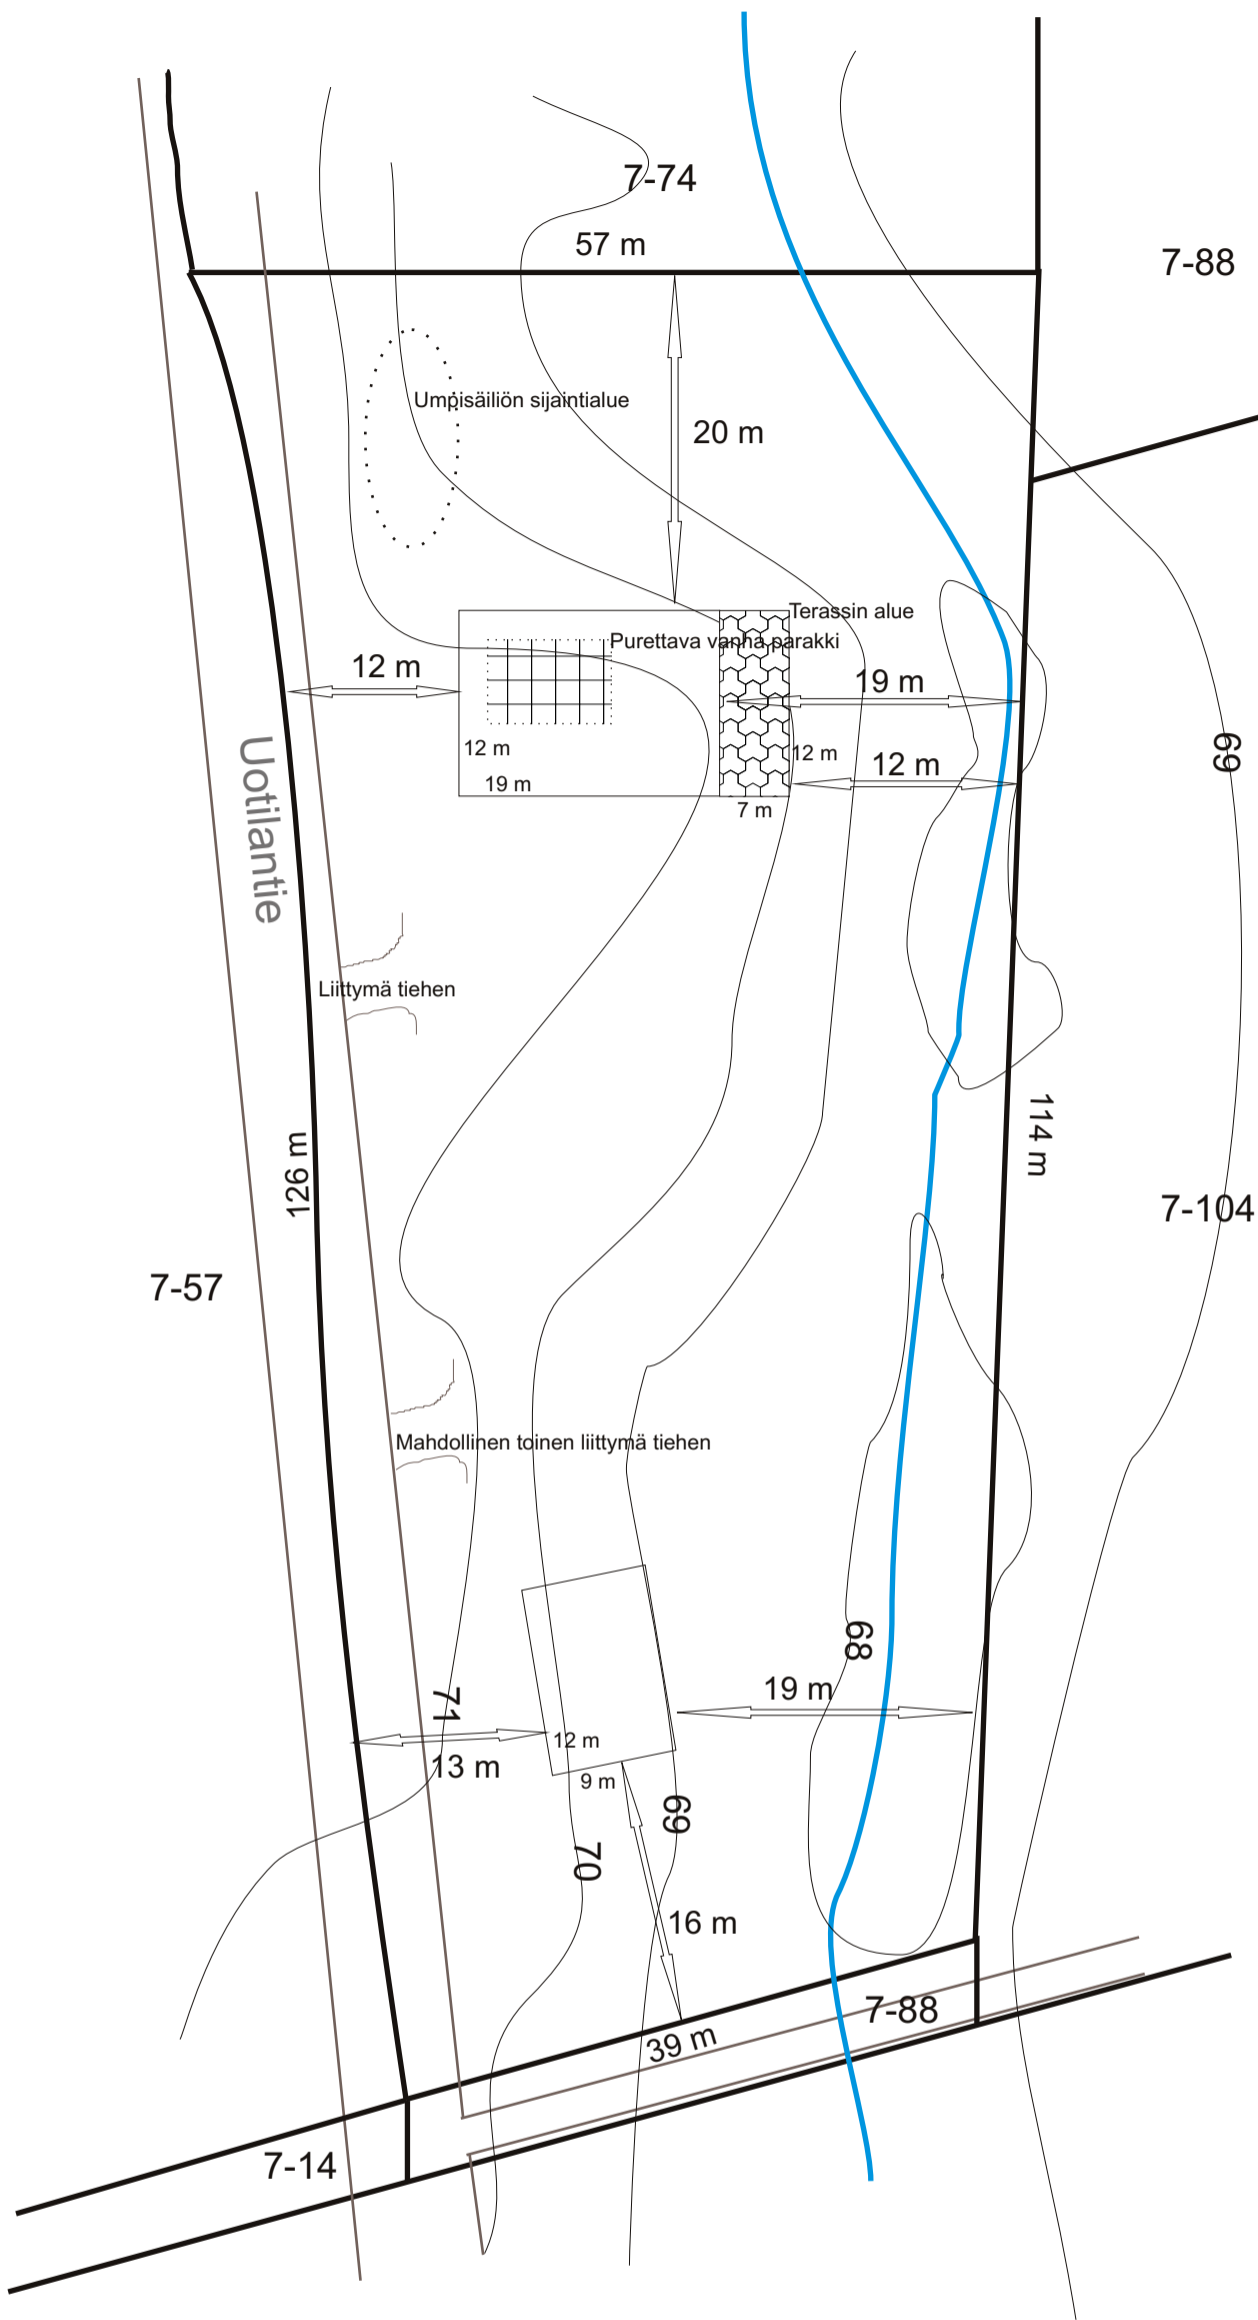 7-74
57 m
7-88
Umpisäiliön sijaintialue
20 m
Terassin alue
Purettava vanha parakki
12 m
19 m
12 m
12 m
12 m
19 m
7 m
69
Uotilantie
Liittymä tiehen
114 m
126 m
7-104
7-57
Mahdollinen toinen liittymä tiehen
68
19 m
71
12 m
13 m
9 m
69
70
16 m
7-88
39 m
7-14